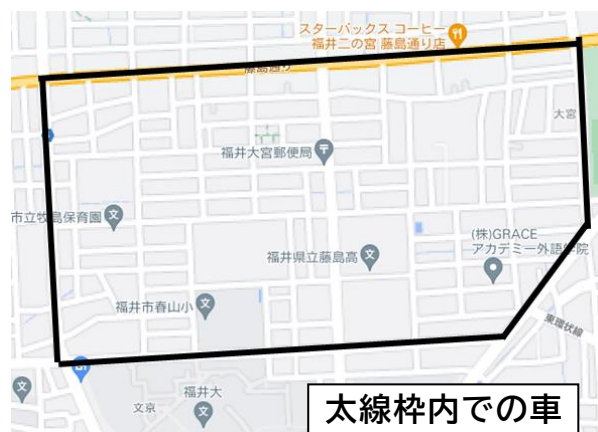 スターバックス コーヒー
福井二の宮 藤島通り店
藤島通り
大宮
福井大宮郵便局
市立牧島保育園
(株)GRACE
アカデミー外語学院
福井県立藤島高
福井市春山小
東環状線
福井大
文京
太線枠内での車